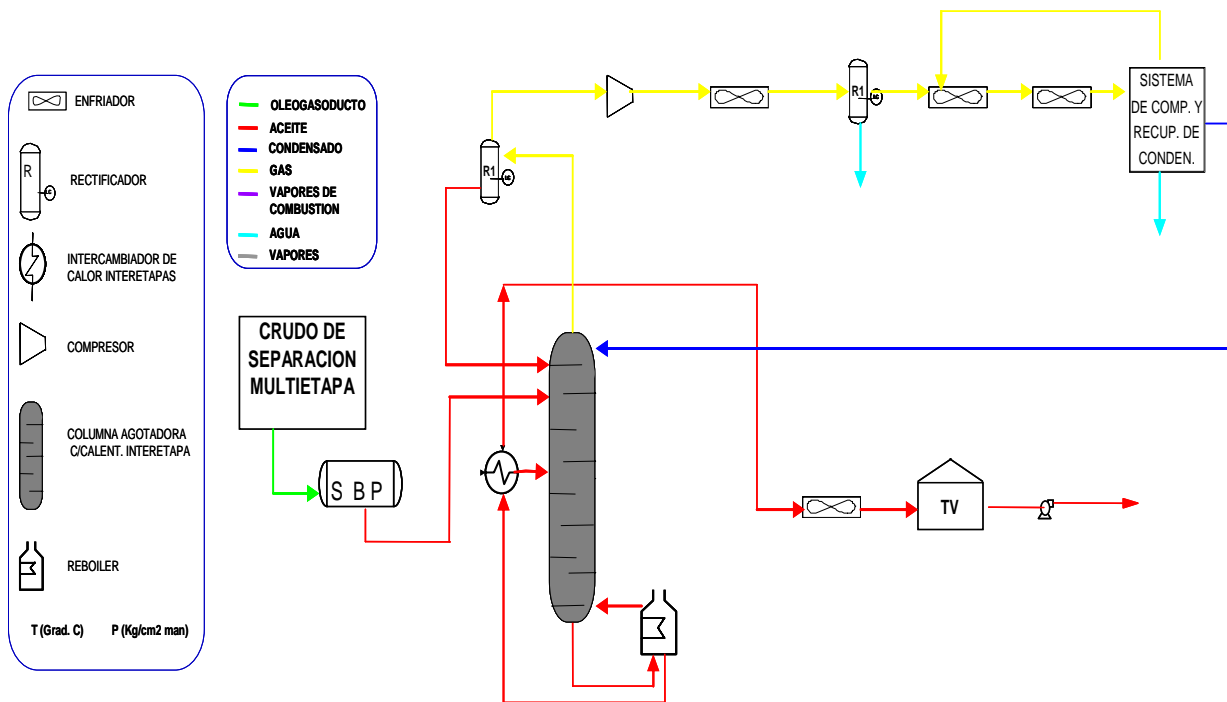 ENFRIADOR
R
RECTIFICADOR
INTERCAMBIADOR DE
CALOR INTERETAPAS
COMPRESOR
COLUMNA AGOTADORA
C/CALENT. INTERETAPA
REBOILER
T (Grad. C) P (Kg/cm2 man)
OLEOGASODUCTO
ACEITE
CONDENSADO
GAS
VAPORES DE
COMBUSTION
AGUA
VAPORES
CRUDO DE
SEPARACION
MULTIETAPA
S B P
R1
R1
SISTEMA
DE COMP. Y
RECUP. DE
CONDEN.
TV